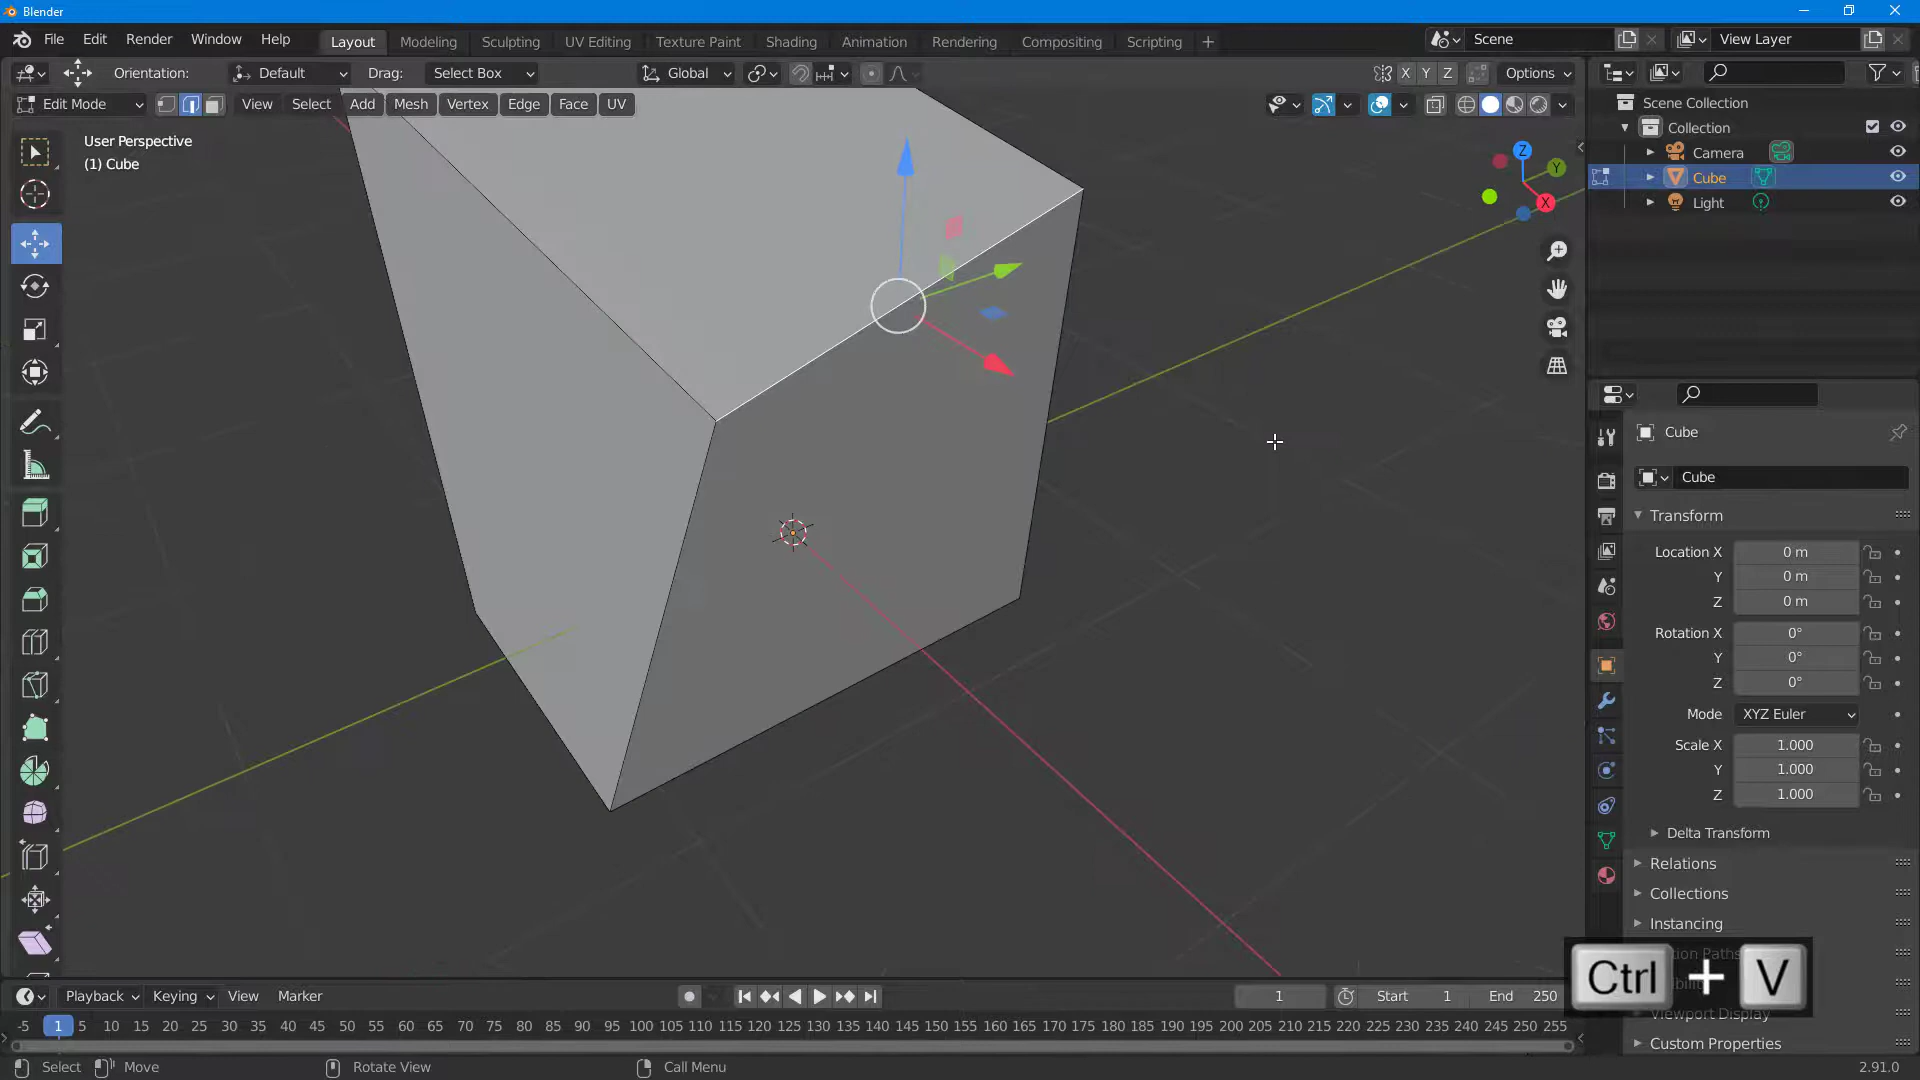 Blender
File Edit Render Window Help Layout Modeling Sculpting UV Editing Texture Paint Shading Animation Rendering Compositing Scripting + Scene View Layer
Orientation: Default Drag: Select Box Global X Y Z Options
Edit Mode View Select Add Mesh Vertex Edge Face UV
User Perspective
(1) Cube
Z
Y
X
Scene Collection
Collection
Camera
Cube
Light
Cube
Cube
Transform
Location X 0 m
Y 0 m
Z 0 m
Rotation X 0°
Y 0°
Z 0°
Mode XYZ Euler
Scale X 1.000
Y 1.000
Z 1.000
Delta Transform
Relations
Collections
Instancing
Viewport Display
Custom Properties
Ctrl + V
Playback Keying View Marker 1 Start 1 End 250
-5 1 5 10 15 20 25 30 35 40 45 50 55 60 65 70 75 80 85 90 95 100 105 110 115 120 125 130 135 140 145 150 155 160 165 170 175 180 185 190 195 200 205 210 215 220 225 230 235 240 245 250 255
Select Move Rotate View Call Menu 2.91.0